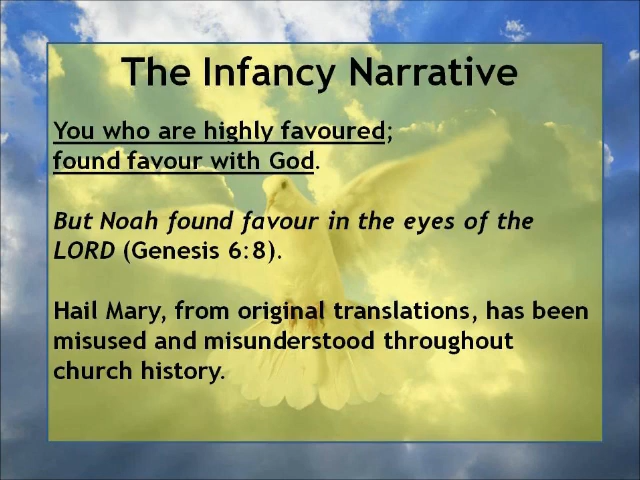 The Infancy Narrative
You who are highly favoured;
found favour with God.
But Noah found favour in the eyes of the
LORD (Genesis 6:8).
Hail Mary, from original translations, has been
misused and misunderstood throughout
church history.